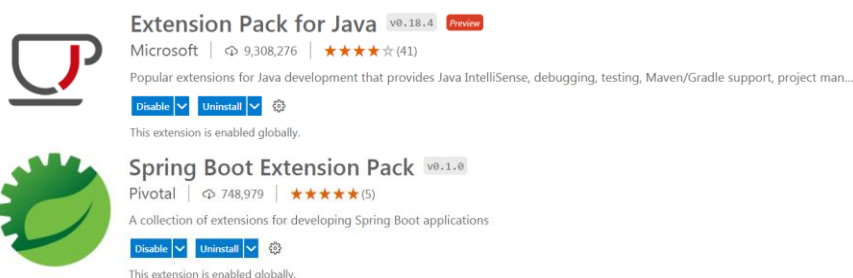 Extension Pack for Java v0.18.4 Preview
Microsoft 9,308,276 (41)
Popular extensions for Java development that provides Java IntelliSense, debugging, testing, Maven/Gradle support, project man...
Disable Uninstall
This extension is enabled globally.
Spring Boot Extension Pack v0.1.0
Pivotal 748,979 (5)
A collection of extensions for developing Spring Boot applications
Disable Uninstall
This extension is enabled globally.